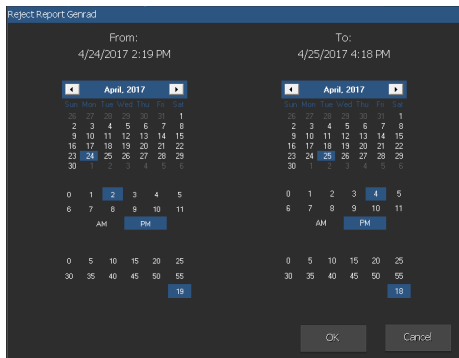 Reject Report Genrad
From:
4/24/2017 2:19 PM
April, 2017
Sun Mon Tue Wed Thu Fri Sat
26 27 28 29 30 31 1
2 3 4 5 6 7 8
9 10 11 12 13 14 15
16 17 18 19 20 21 22
23 24 25 26 27 28 29
30 1 2 3 4 5 6
0 1 2 3 4 5
6 7 8 9 10 11
AM PM
0 5 10 15 20 25
30 35 40 45 50 55
19
To:
4/25/2017 4:18 PM
April, 2017
Sun Mon Tue Wed Thu Fri Sat
26 27 28 29 30 31 1
2 3 4 5 6 7 8
9 10 11 12 13 14 15
16 17 18 19 20 21 22
23 24 25 26 27 28 29
30 1 2 3 4 5 6
0 1 2 3 4 5
6 7 8 9 10 11
AM PM
0 5 10 15 20 25
30 35 40 45 50 55
18
OK Cancel